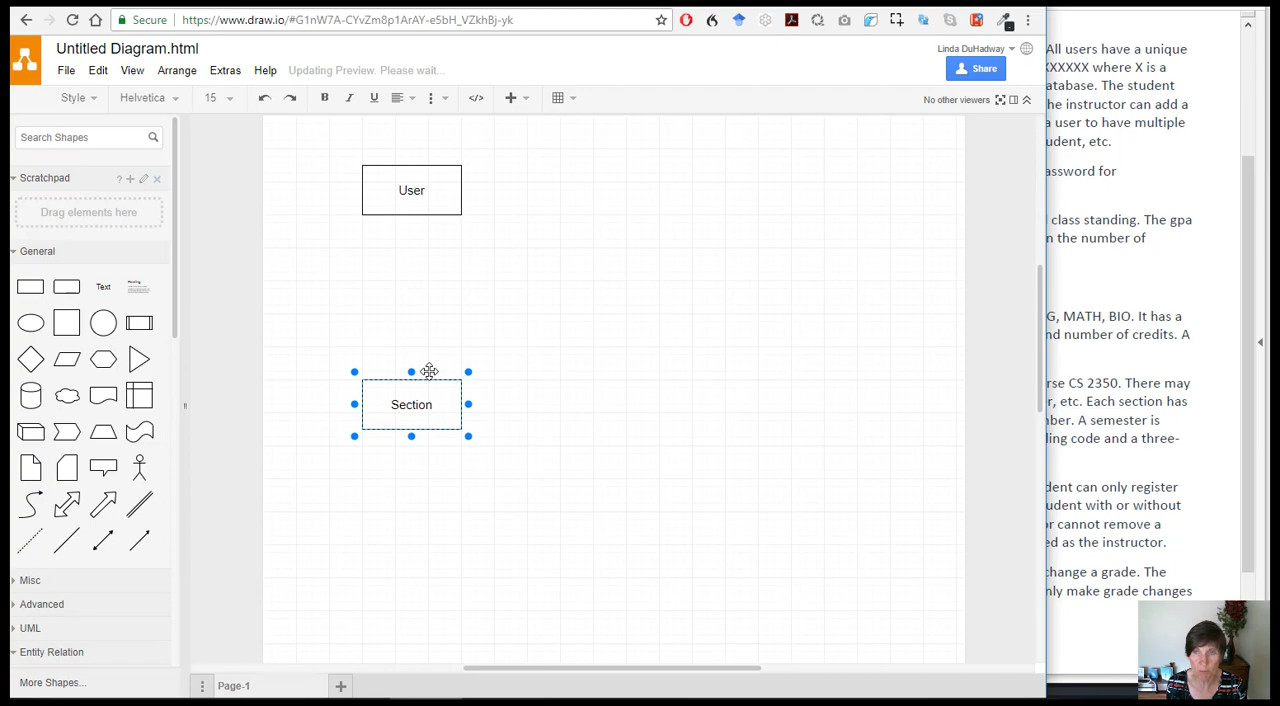 Secure
https://www.draw.io/#G1nW7A-CYvZm8p1ArAY-e5bH_VZkhBj-yk
Untitled Diagram.html
Linda DuHadway
File Edit View Arrange Extras Help Updating Preview. Please wait...
Share
Style Helvetica 15 B I U </> No other viewers
Search Shapes
Scratchpad
?
Drag elements here
General
Text
Misc
Advanced
UML
Entity Relation
More Shapes...
User
Section
Page-1
All users have a unique
XXXXXX where X is a
atabase. The student
he instructor can add a
a user to have multiple
udent, etc.
assword for
class standing. The gpa
n the number of
G, MATH, BIO. It has a
nd number of credits. A
rse CS 2350. There may
r, etc. Each section has
mber. A semester is
ling code and a three-
dent can only register
tudent with or without
or cannot remove a
ed as the instructor.
change a grade. The
nly make grade changes